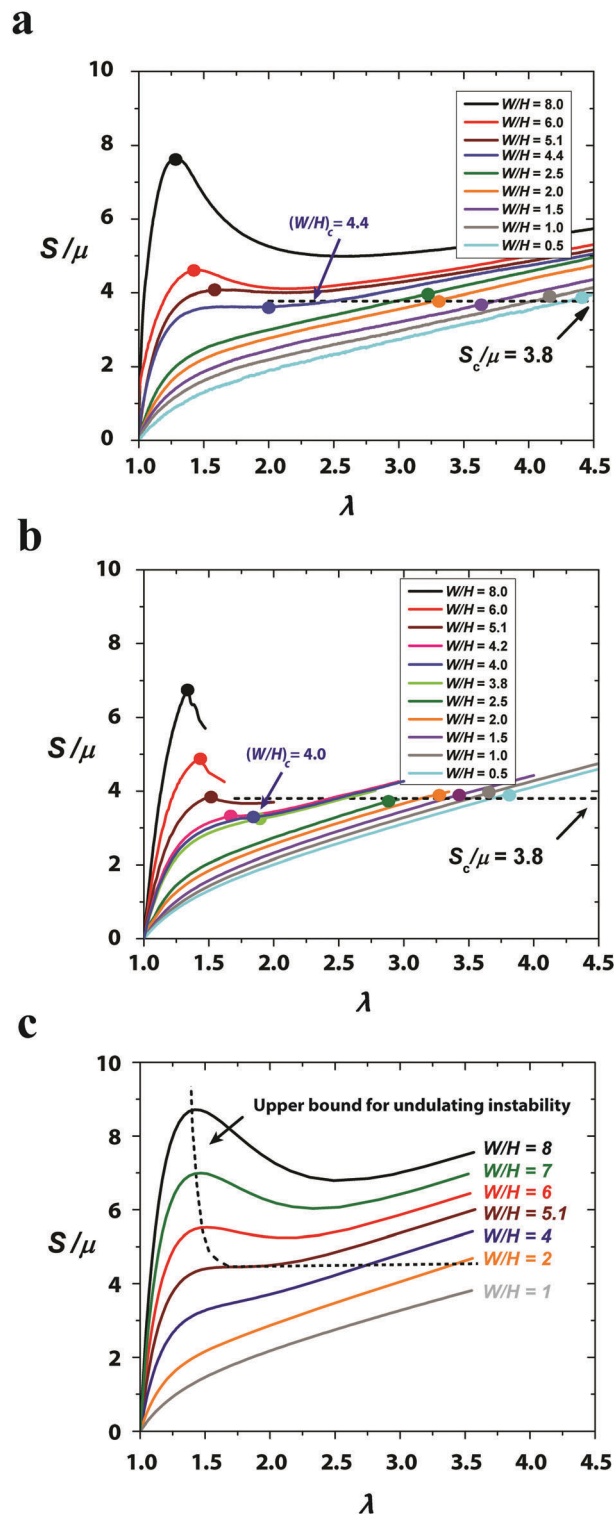 a
10
8
6
4
2
0
S/μ
1.0 1.5 2.0 2.5 3.0 3.5 4.0 4.5
λ
W/H = 8.0
W/H = 6.0
W/H = 5.1
W/H = 4.4
W/H = 2.5
W/H = 2.0
W/H = 1.5
W/H = 1.0
W/H = 0.5
(W/H)c = 4.4
Sc/μ = 3.8
b
10
8
6
4
2
0
S/μ
1.0 1.5 2.0 2.5 3.0 3.5 4.0 4.5
λ
W/H = 8.0
W/H = 6.0
W/H = 5.1
W/H = 4.2
W/H = 4.0
W/H = 3.8
W/H = 2.5
W/H = 2.0
W/H = 1.5
W/H = 1.0
W/H = 0.5
(W/H)c = 4.0
Sc/μ = 3.8
c
10
8
6
4
2
0
S/μ
1.0 1.5 2.0 2.5 3.0 3.5 4.0 4.5
λ
Upper bound for undulating instability
W/H = 8
W/H = 7
W/H = 6
W/H = 5.1
W/H = 4
W/H = 2
W/H = 1